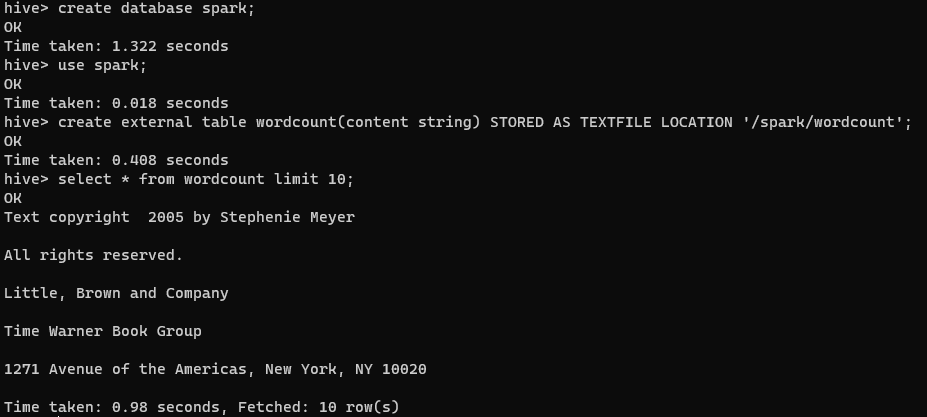 hive> create database spark;
OK
Time taken: 1.322 seconds
hive> use spark;
OK
Time taken: 0.018 seconds
hive> create external table wordcount(content string) STORED AS TEXTFILE LOCATION '/spark/wordcount';
OK
Time taken: 0.408 seconds
hive> select * from wordcount limit 10;
OK
Text copyright  2005 by Stephenie Meyer
All rights reserved.
Little, Brown and Company
Time Warner Book Group
1271 Avenue of the Americas, New York, NY 10020
Time taken: 0.98 seconds, Fetched: 10 row(s)